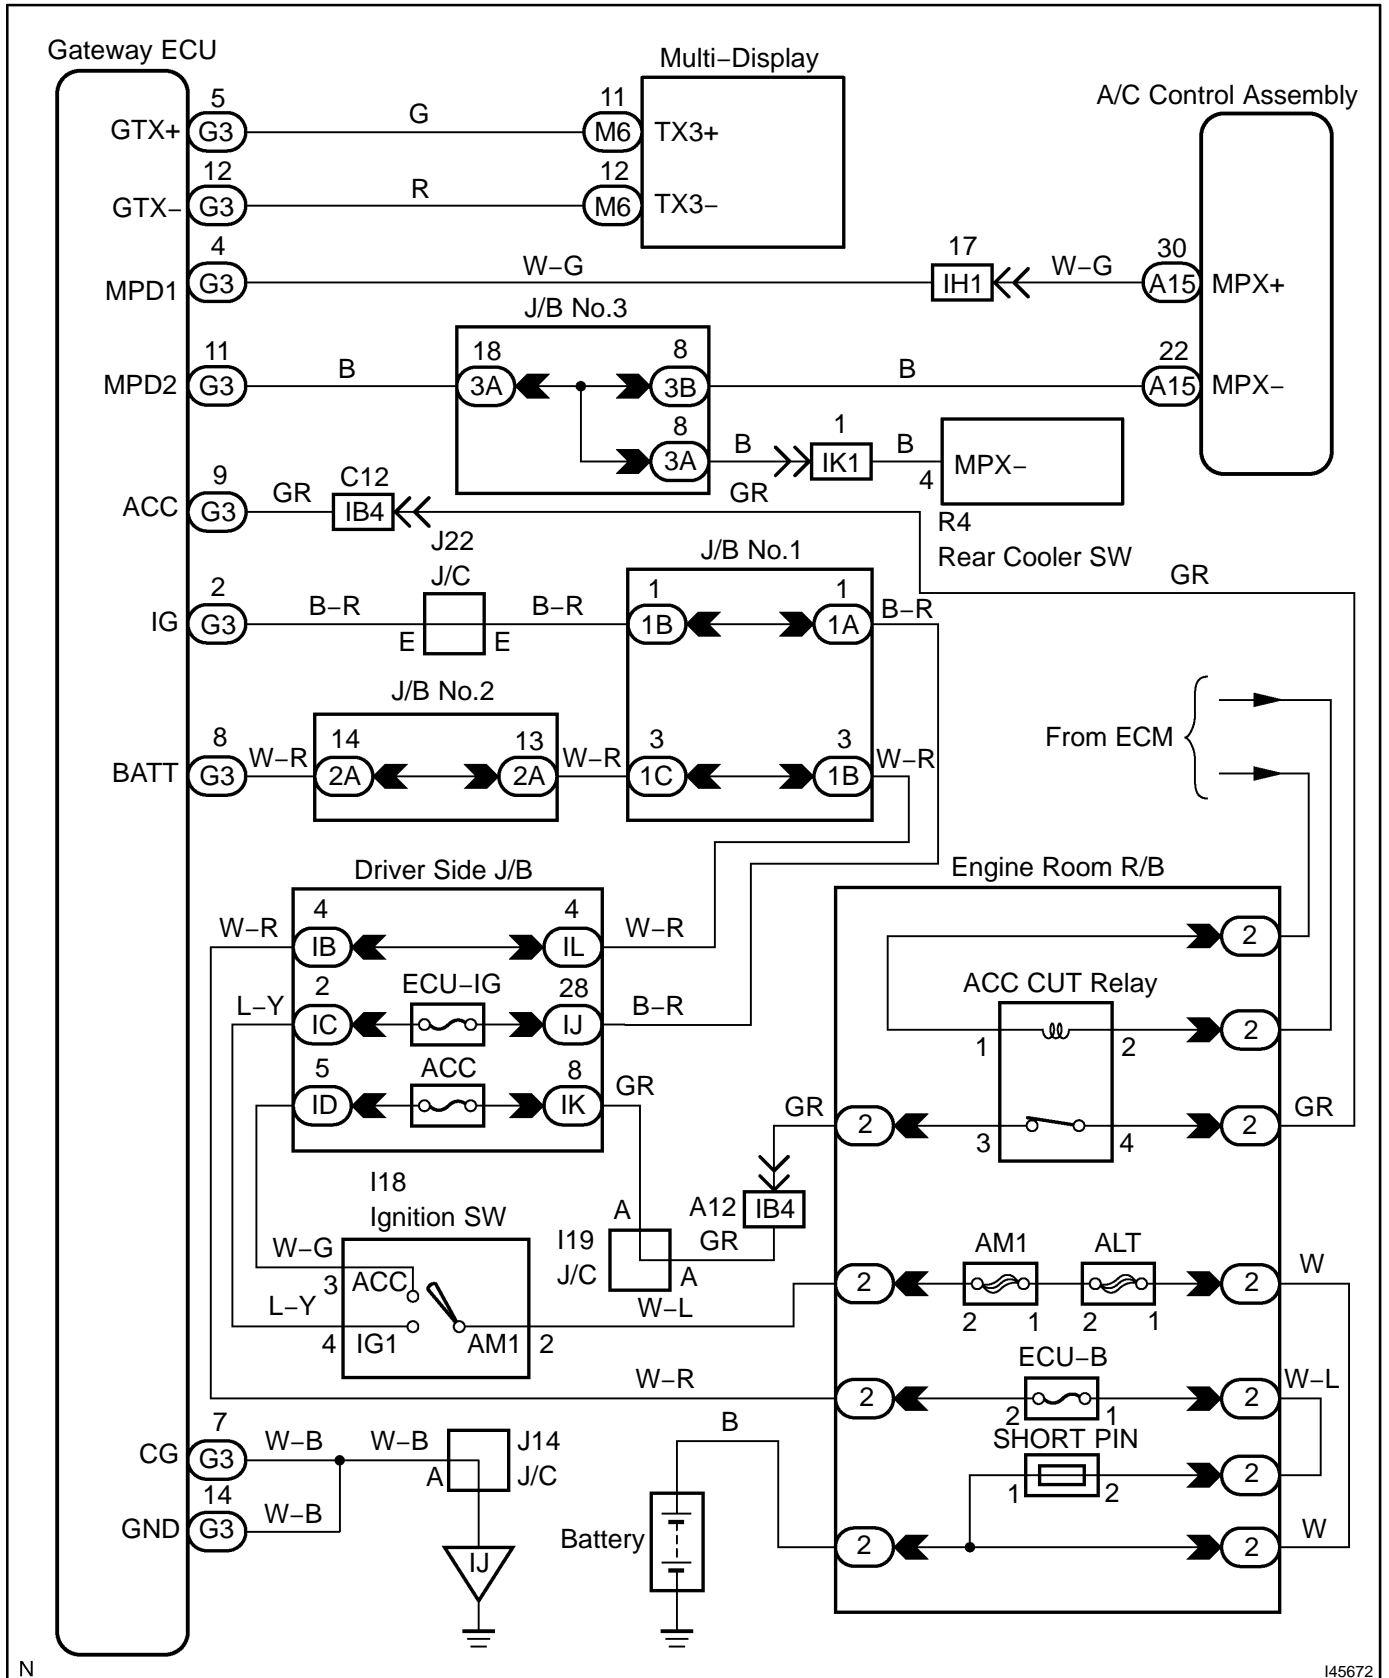 Gateway ECU
Multi–Display
A/C Control Assembly
5
G
11
GTX+ G3 M6 TX3+
12
R
12
GTX– G3 M6 TX3–
4
W–G
17
W–G
30
MPD1 G3 IH1 A15 MPX+
J/B No.3
11
B
18
8
B
22
MPD2 G3 3A 3B A15 MPX–
8
B
1
B
3A IK1 MPX–
4
9
GR
C12
GR
ACC G3 IB4
R4
Rear Cooler SW
J22
J/C
J/B No.1
GR
2
B–R
B–R
1
1
B–R
IG G3 E E 1B 1A
J/B No.2
From ECM
8
W–R
14
13
W–R
3
3
W–R
BATT G3 2A 2A 1C 1B
Driver Side J/B
Engine Room R/B
W–R
4
4
W–R
IB IL 2
L–Y
2
ECU–IG
28
B–R
ACC CUT Relay
IC IJ 1 2 2
5
ACC
8
GR
ID IK
GR
2 3 4 2
GR
I18
Ignition SW
A
A12 IB4
W–G
3 ACC
I19
J/C
GR
A
AM1
ALT
W
2 2 1 2 1 2
L–Y
4 IG1 AM1 2
W–L
W–R
ECU–B
W–L
2 2 1 2
SHORT PIN
1 2 2
7
W–B
W–B
J14
J/C
CG G3 A
B
14
W–B
GND G3
Battery
2 2
W
IJ
N
I45672